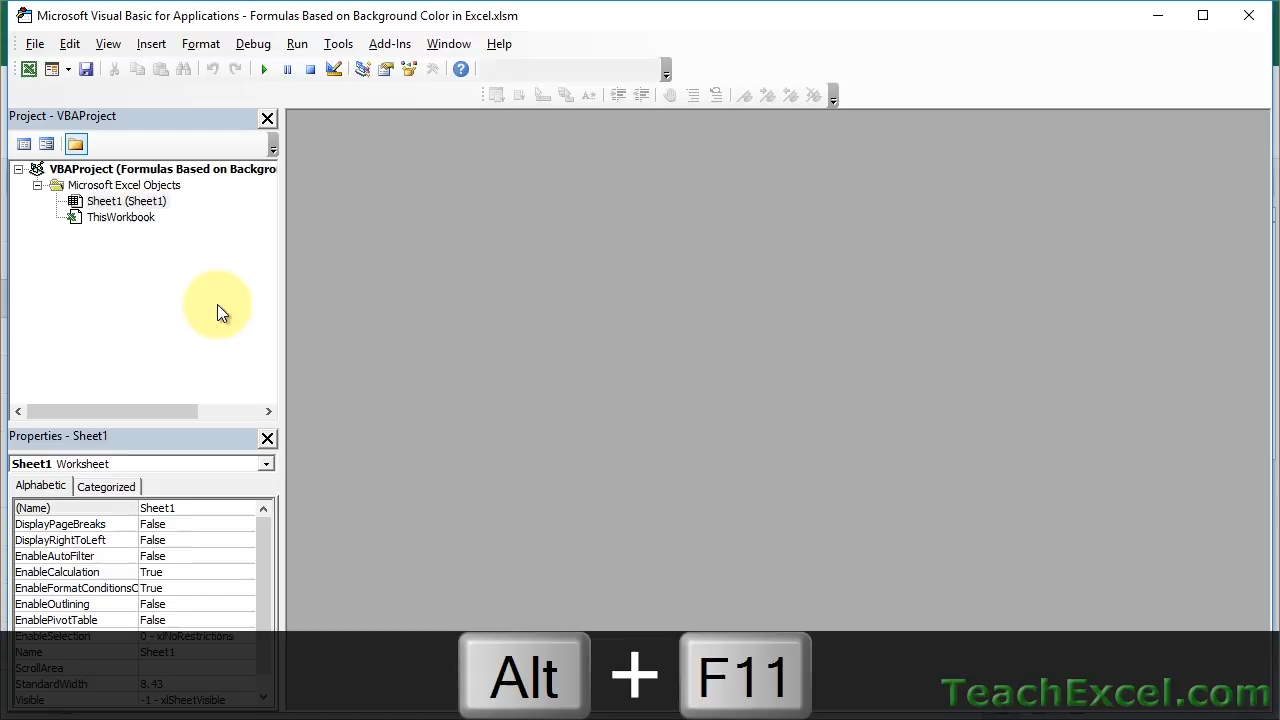 Microsoft Visual Basic for Applications - Formulas Based on Background Color in Excel.xlsm
File Edit View Insert Format Debug Run Tools Add-Ins Window Help
Project - VBAProject
VBAProject (Formulas Based on Backgro
Microsoft Excel Objects
Sheet1 (Sheet1)
ThisWorkbook
Properties - Sheet1
Sheet1 Worksheet
Alphabetic Categorized
(Name) Sheet1
DisplayPageBreaks False
DisplayRightToLeft False
EnableAutoFilter False
EnableCalculation True
EnableFormatConditionsC True
EnableOutlining False
EnablePivotTable False
EnableSelection 0 - xlNoRestrictions
Name Sheet1
ScrollArea
StandardWidth 8.43
Visible -1 - xlSheetVisible
Alt + F11
TeachExcel.com